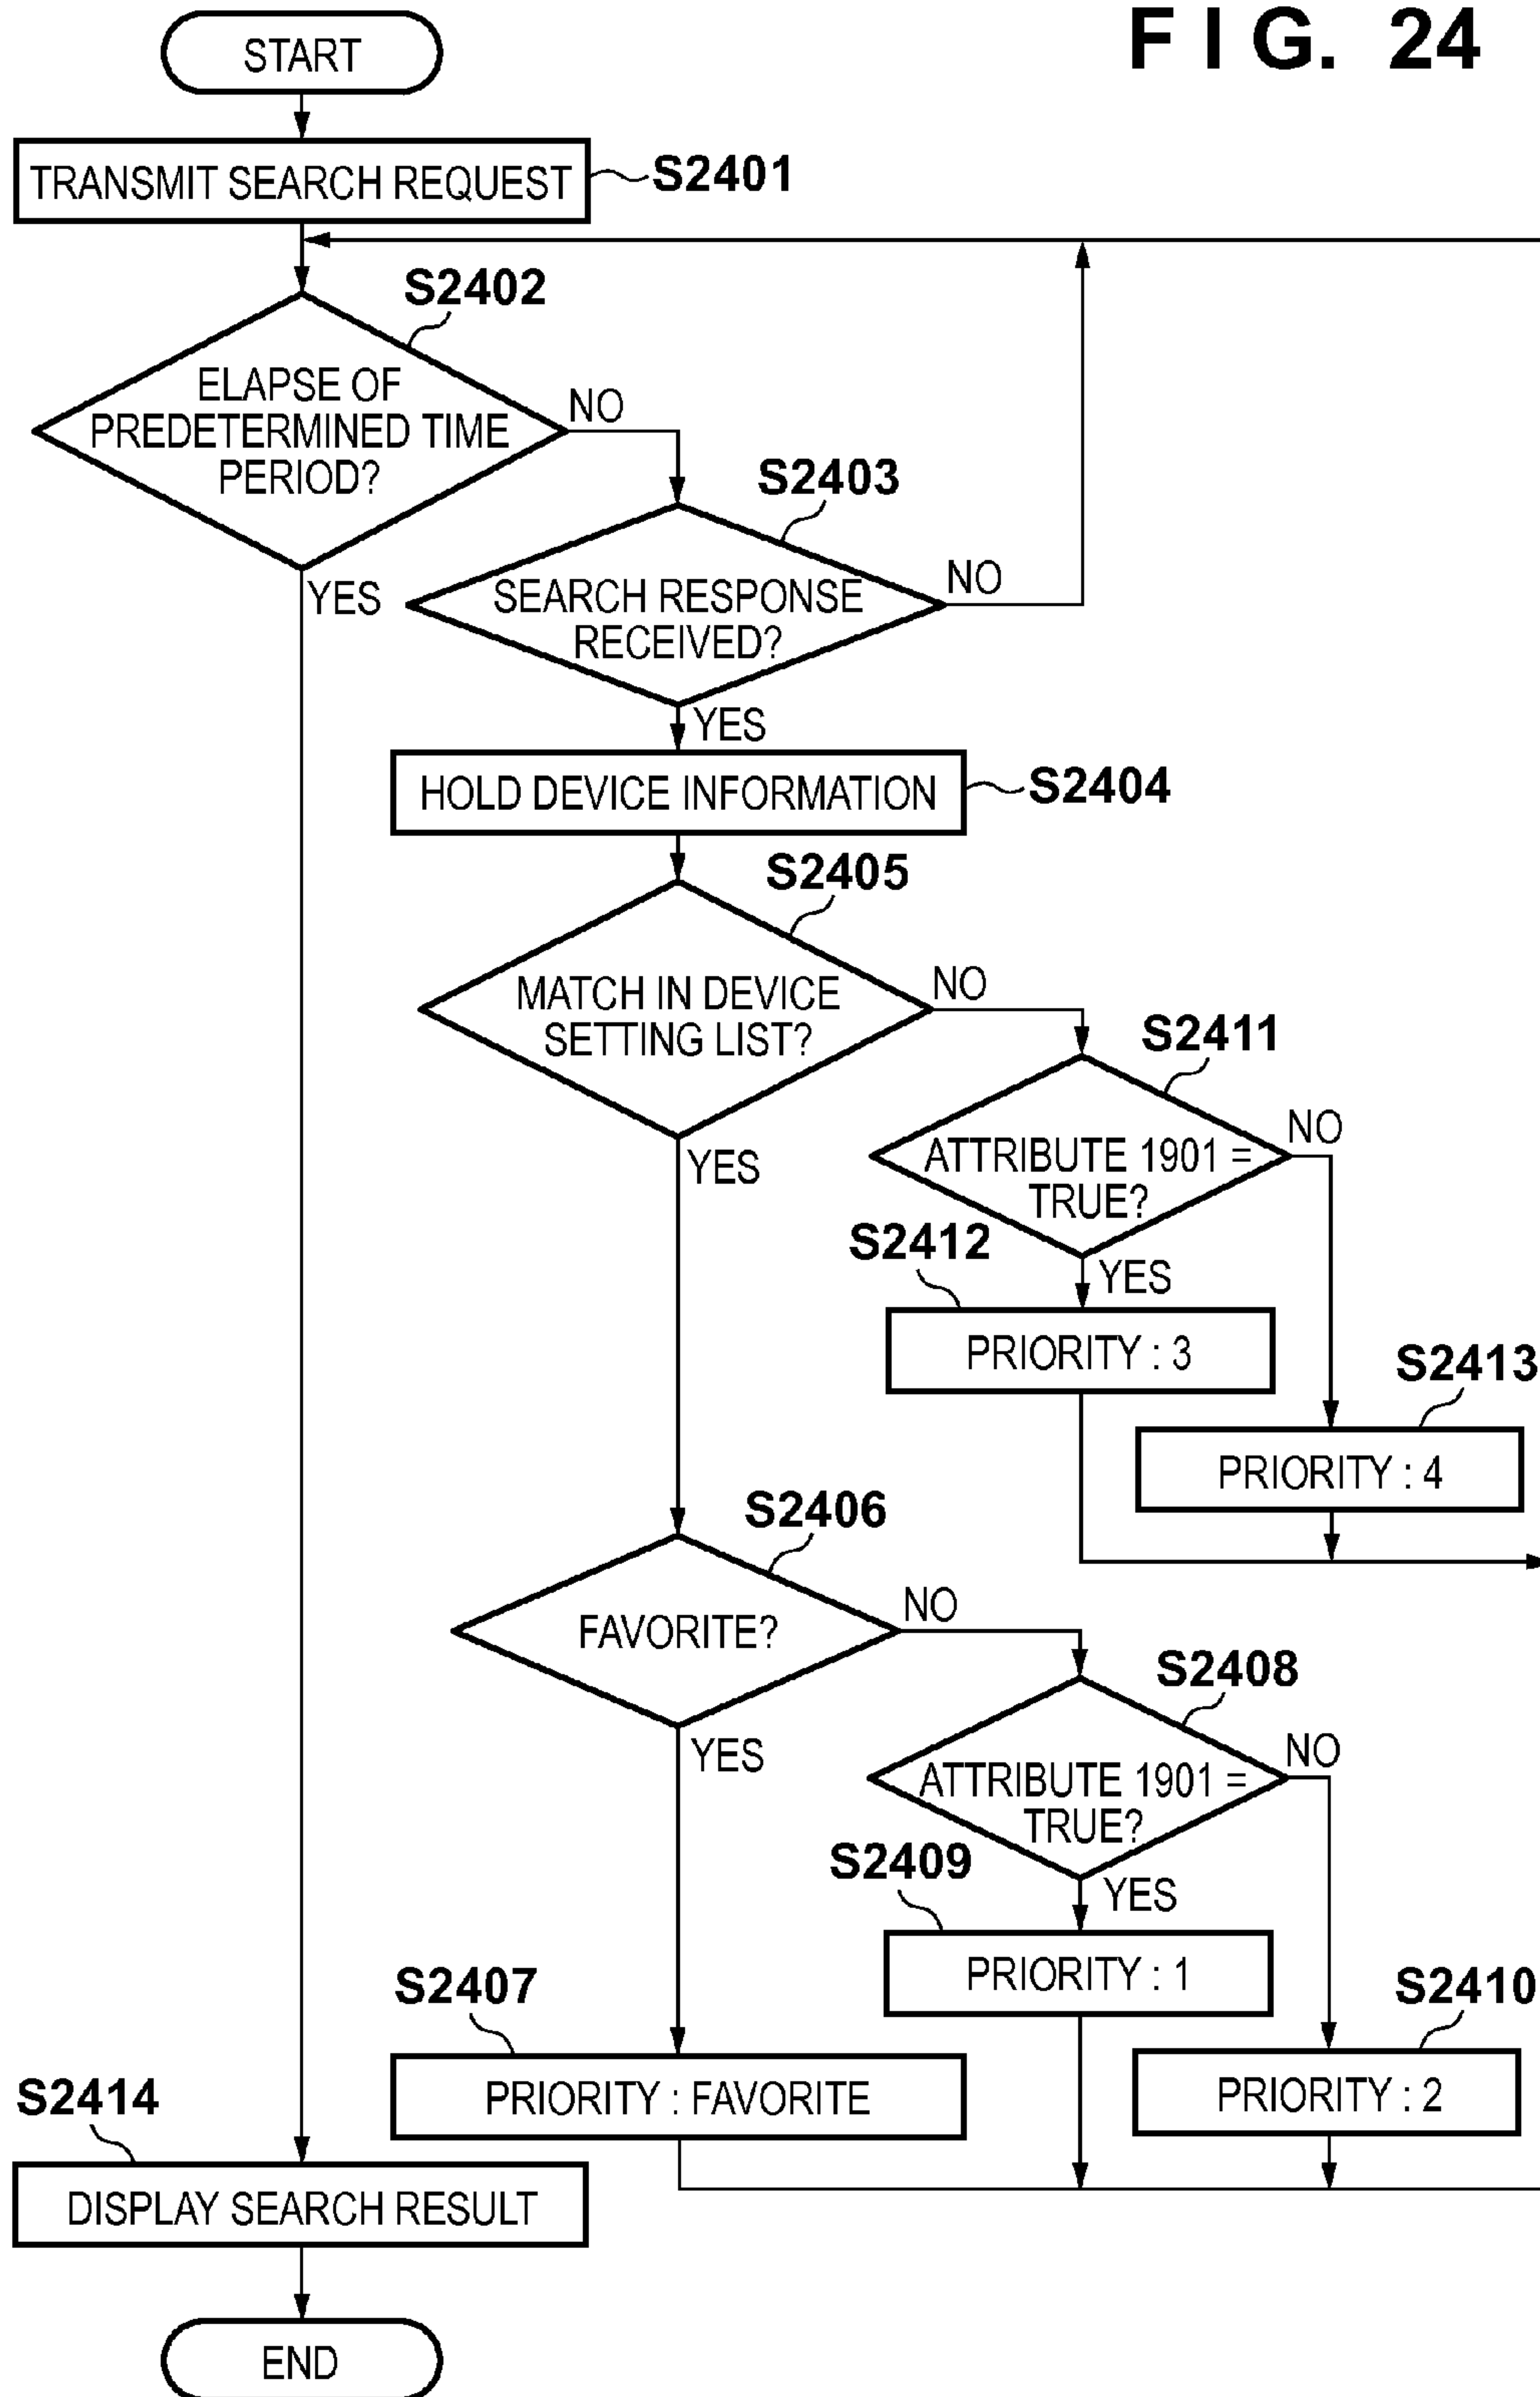 FIG. 24
START
TRANSMIT SEARCH REQUEST
S2401
S2402
ELAPSE OF
PREDETERMINED TIME
PERIOD?
NO
YES
S2403
SEARCH RESPONSE
RECEIVED?
NO
YES
HOLD DEVICE INFORMATION
S2404
S2405
MATCH IN DEVICE
SETTING LIST?
NO
YES
S2411
ATTRIBUTE 1901 =
TRUE?
NO
YES
S2412
PRIORITY : 3
S2413
PRIORITY : 4
S2406
FAVORITE?
NO
YES
S2408
ATTRIBUTE 1901 =
TRUE?
NO
YES
S2409
PRIORITY : 1
S2410
PRIORITY : 2
S2407
PRIORITY : FAVORITE
S2414
DISPLAY SEARCH RESULT
END